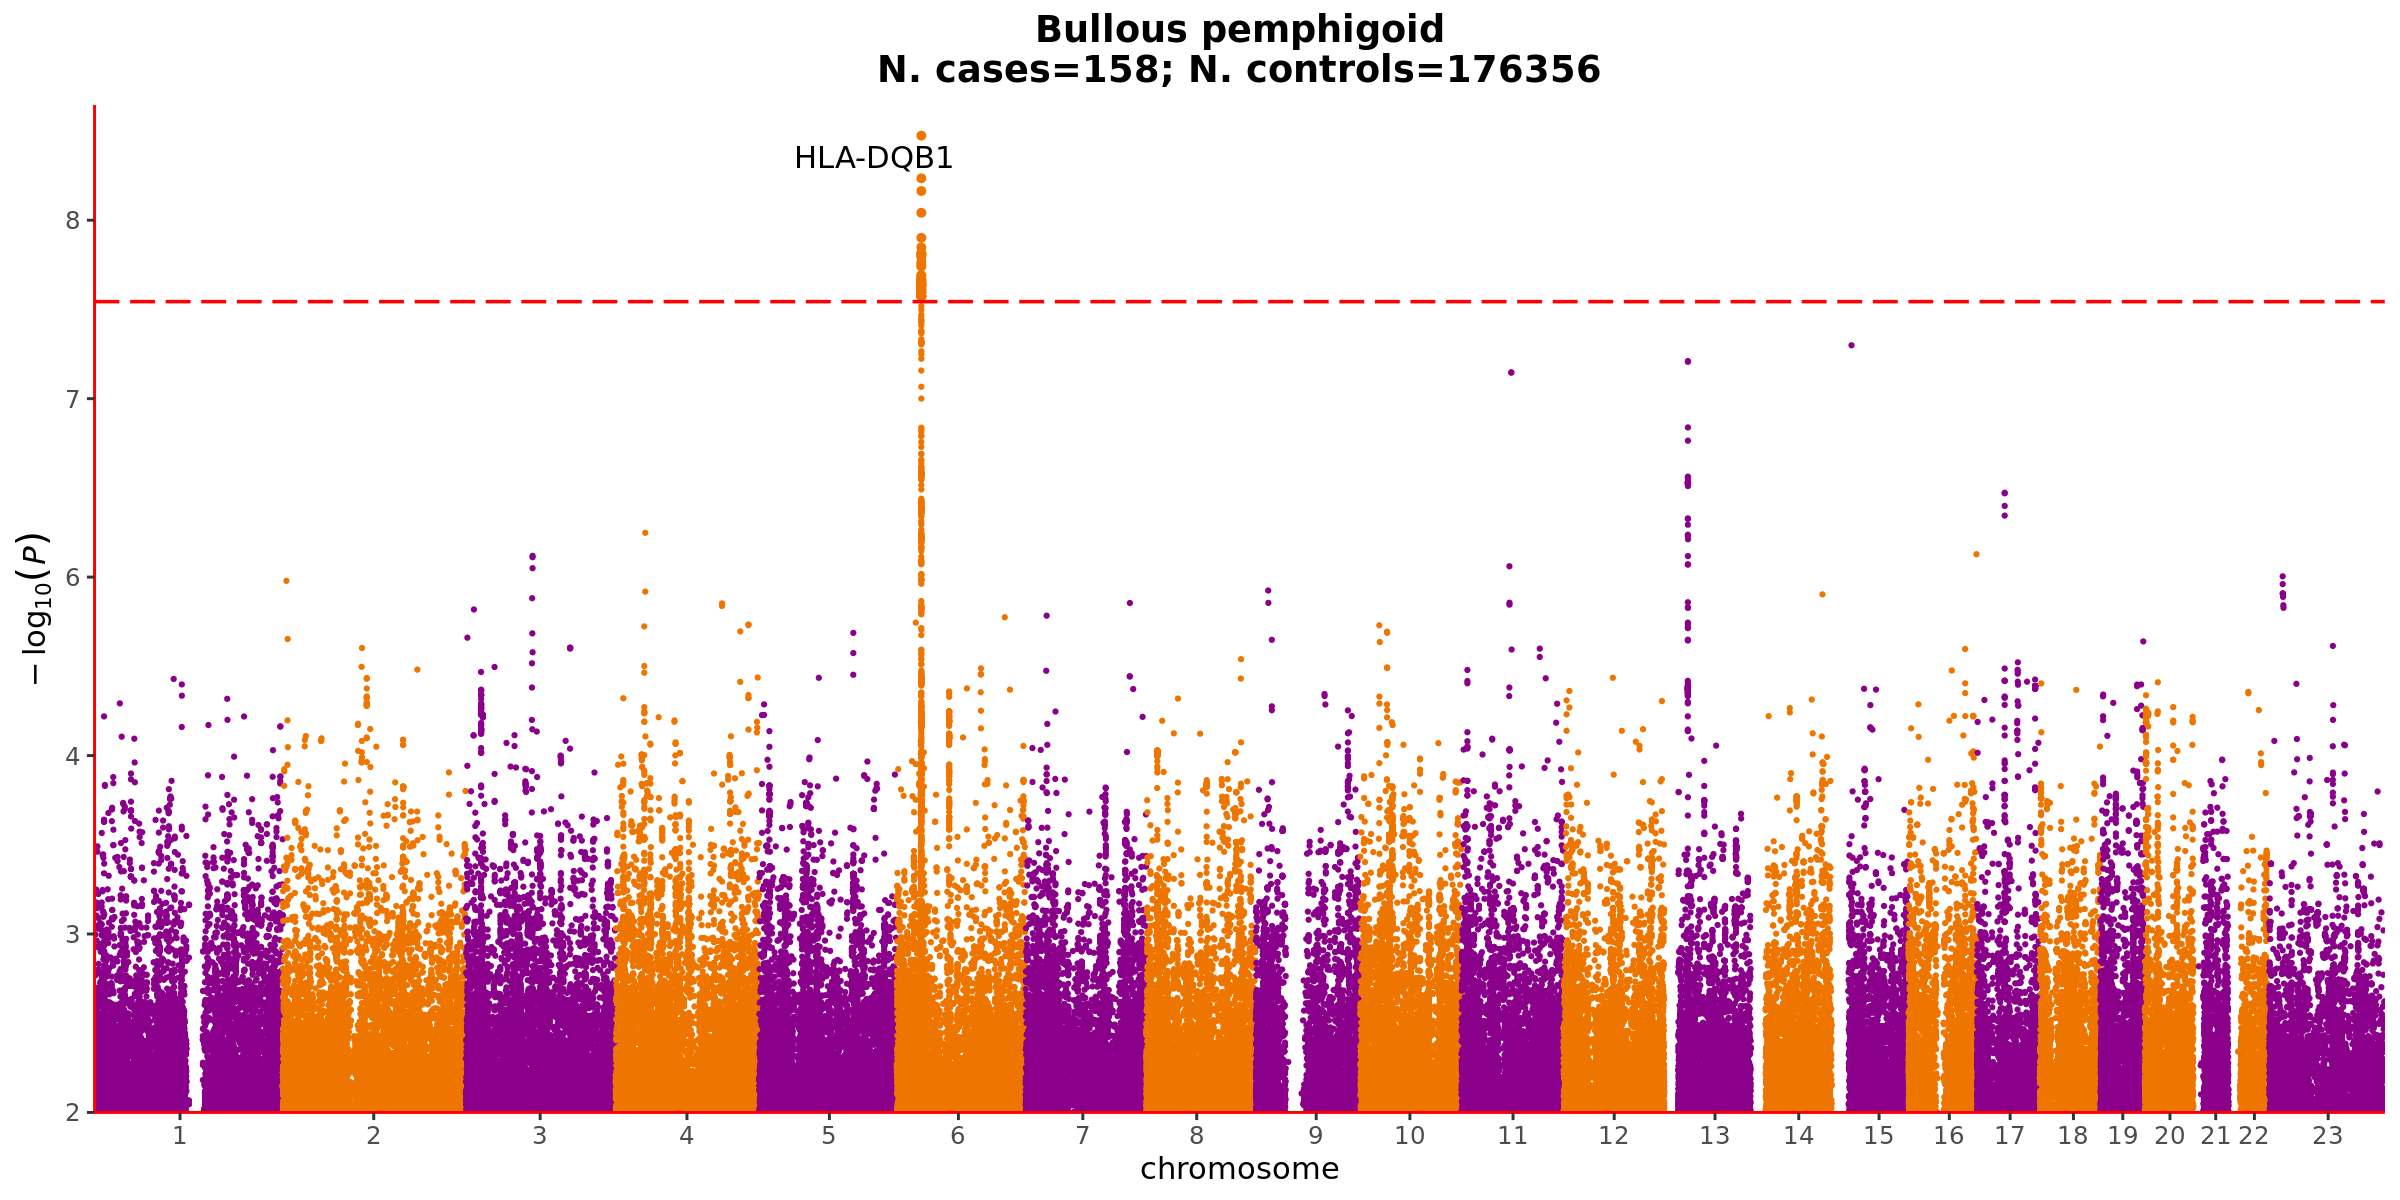 Bullous pemphigoid
N. cases=158; N. controls=176356
HLA-DQB1
8
7
6
4
3
2
−log10(P)
1 2 3 4 5 6 7 8 9 10 11 12 13 14 15 16 17 18 19 20 21 22 23
chromosome